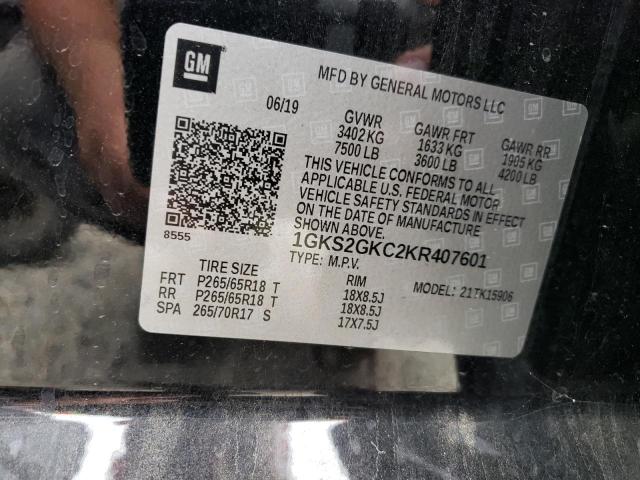 GM
MFD BY GENERAL MOTORS LLC
06/19
GVWR GAWR FRT GAWR RR
3402 KG 1633 KG 1905 KG
7500 LB 3600 LB 4200 LB
THIS VEHICLE CONFORMS TO ALL
APPLICABLE U.S. FEDERAL MOTOR
VEHICLE SAFETY STANDARDS IN EFFECT
ON THE DATE OF MANUFACTURE
SHOWN ABOVE.
8555
1GKS2GKC2KR407601
TYPE: M.P.V.
TIRE SIZE RIM MODEL: 21TK15906
FRT P265/65R18 T 18X8.5J
RR P265/65R18 T 18X8.5J
SPA 265/70R17 S 17X7.5J